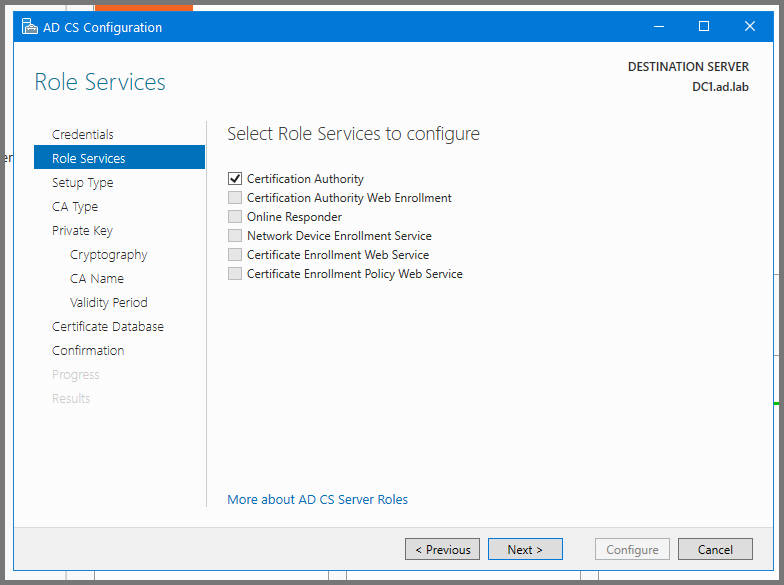 AD CS Configuration
Role Services
DESTINATION SERVER
DC1.ad.lab
Credentials
Role Services
Setup Type
CA Type
Private Key
Cryptography
CA Name
Validity Period
Certificate Database
Confirmation
Progress
Results
Select Role Services to configure
Certification Authority
Certification Authority Web Enrollment
Online Responder
Network Device Enrollment Service
Certificate Enrollment Web Service
Certificate Enrollment Policy Web Service
More about AD CS Server Roles
< Previous
Next >
Configure
Cancel